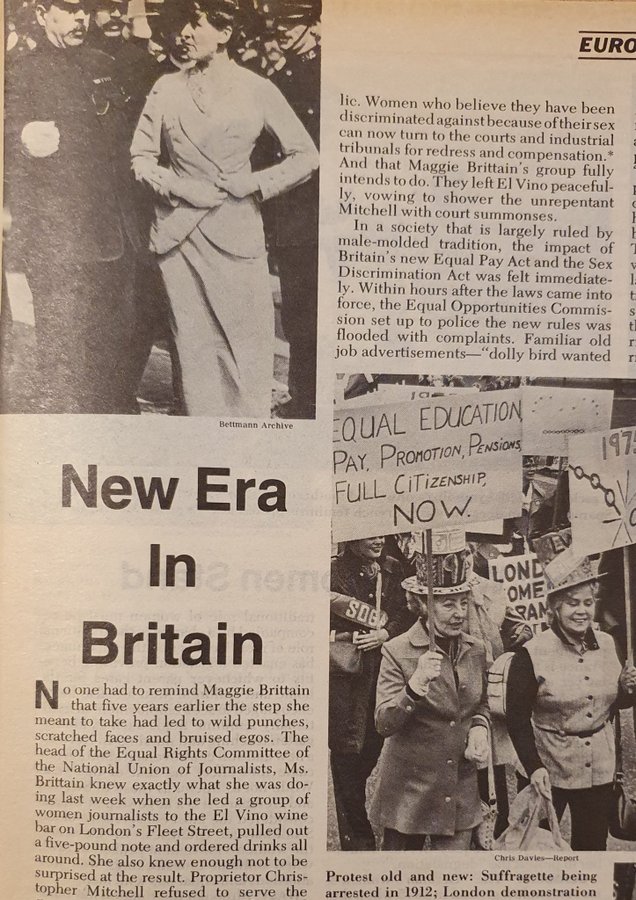 EURO
Bettmann Archive
New Era
In
Britain
No one had to remind Maggie Brittain
that five years earlier the step she
meant to take had led to wild punches,
scratched faces and bruised egos. The
head of the Equal Rights Committee of
the National Union of Journalists, Ms.
Brittain knew exactly what she was do-
ing last week when she led a group of
women journalists to the El Vino wine
bar on London's Fleet Street, pulled out
a five-pound note and ordered drinks all
around. She also knew enough not to be
surprised at the result. Proprietor Chris-
topher Mitchell refused to serve the
lic. Women who believe they have been
discriminated against because of their sex
can now turn to the courts and industrial
tribunals for redress and compensation.*
And that Maggie Brittain's group fully
intends to do. They left El Vino peaceful-
ly, vowing to shower the unrepentant
Mitchell with court summonses.
In a society that is largely ruled by
male-molded tradition, the impact of
Britain's new Equal Pay Act and the Sex
Discrimination Act was felt immediate-
ly. Within hours after the laws came into
force, the Equal Opportunities Commis-
sion set up to police the new rules was
flooded with complaints. Familiar old
job advertisements—"dolly bird wanted
EQUAL EDUCATION
PAY, PROMOTION, PENSIONS,
FULL CITIZENSHIP,
NOW.
1975
LOND
OME
RAN
Chris Davies—Report
Protest old and new: Suffragette being
arrested in 1912; London demonstration